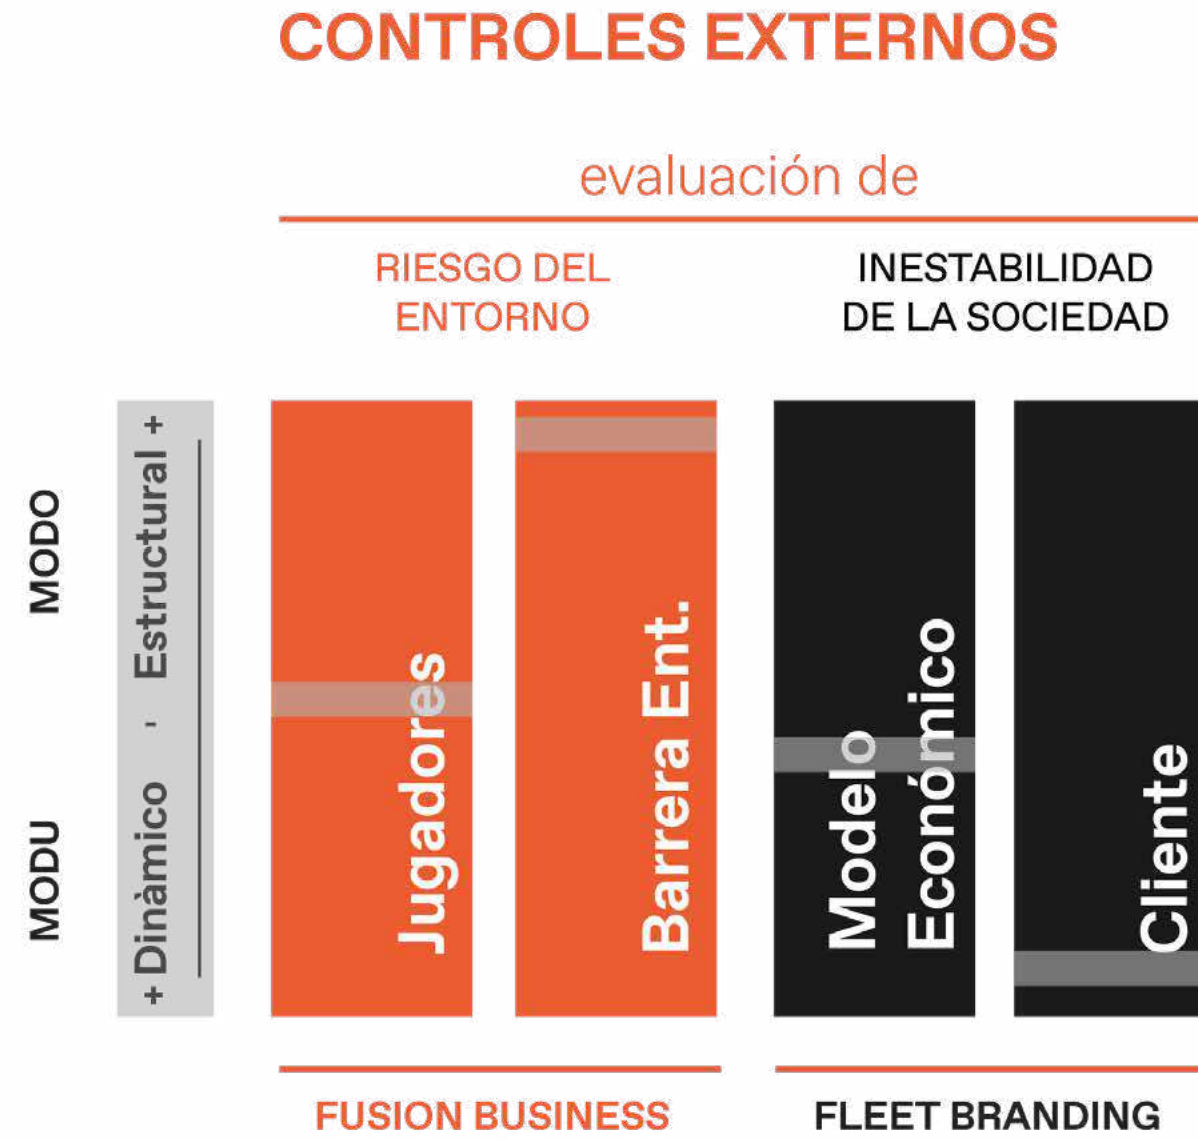 CONTROLES EXTERNOS
evaluación de
RIESGO DEL
ENTORNO
INESTABILIDAD
DE LA SOCIEDAD
MODO
MODU
+ Dinàmico - Estructural +
Jugadores
Barrera Ent.
Modelo
Económico
Cliente
FUSION BUSINESS
FLEET BRANDING